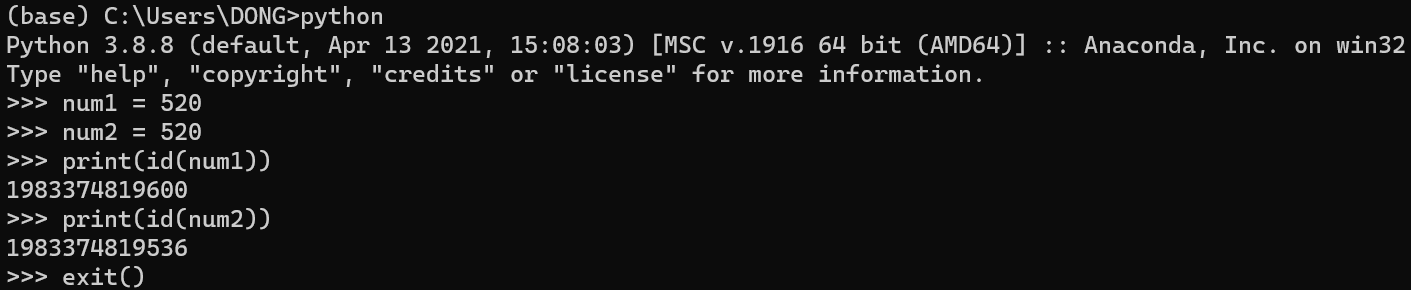 (base) C:\Users\DONG>python
Python 3.8.8 (default, Apr 13 2021, 15:08:03) [MSC v.1916 64 bit (AMD64)] :: Anaconda, Inc. on win32
Type "help", "copyright", "credits" or "license" for more information.
>>> num1 = 520
>>> num2 = 520
>>> print(id(num1))
1983374819600
>>> print(id(num2))
1983374819536
>>> exit()